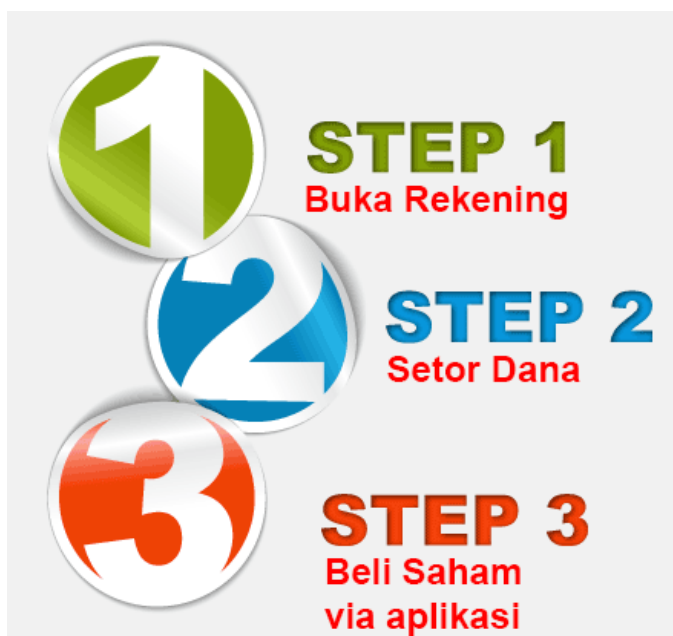 1
STEP 1
Buka Rekening
2
STEP 2
Setor Dana
3
STEP 3
Beli Saham
via aplikasi